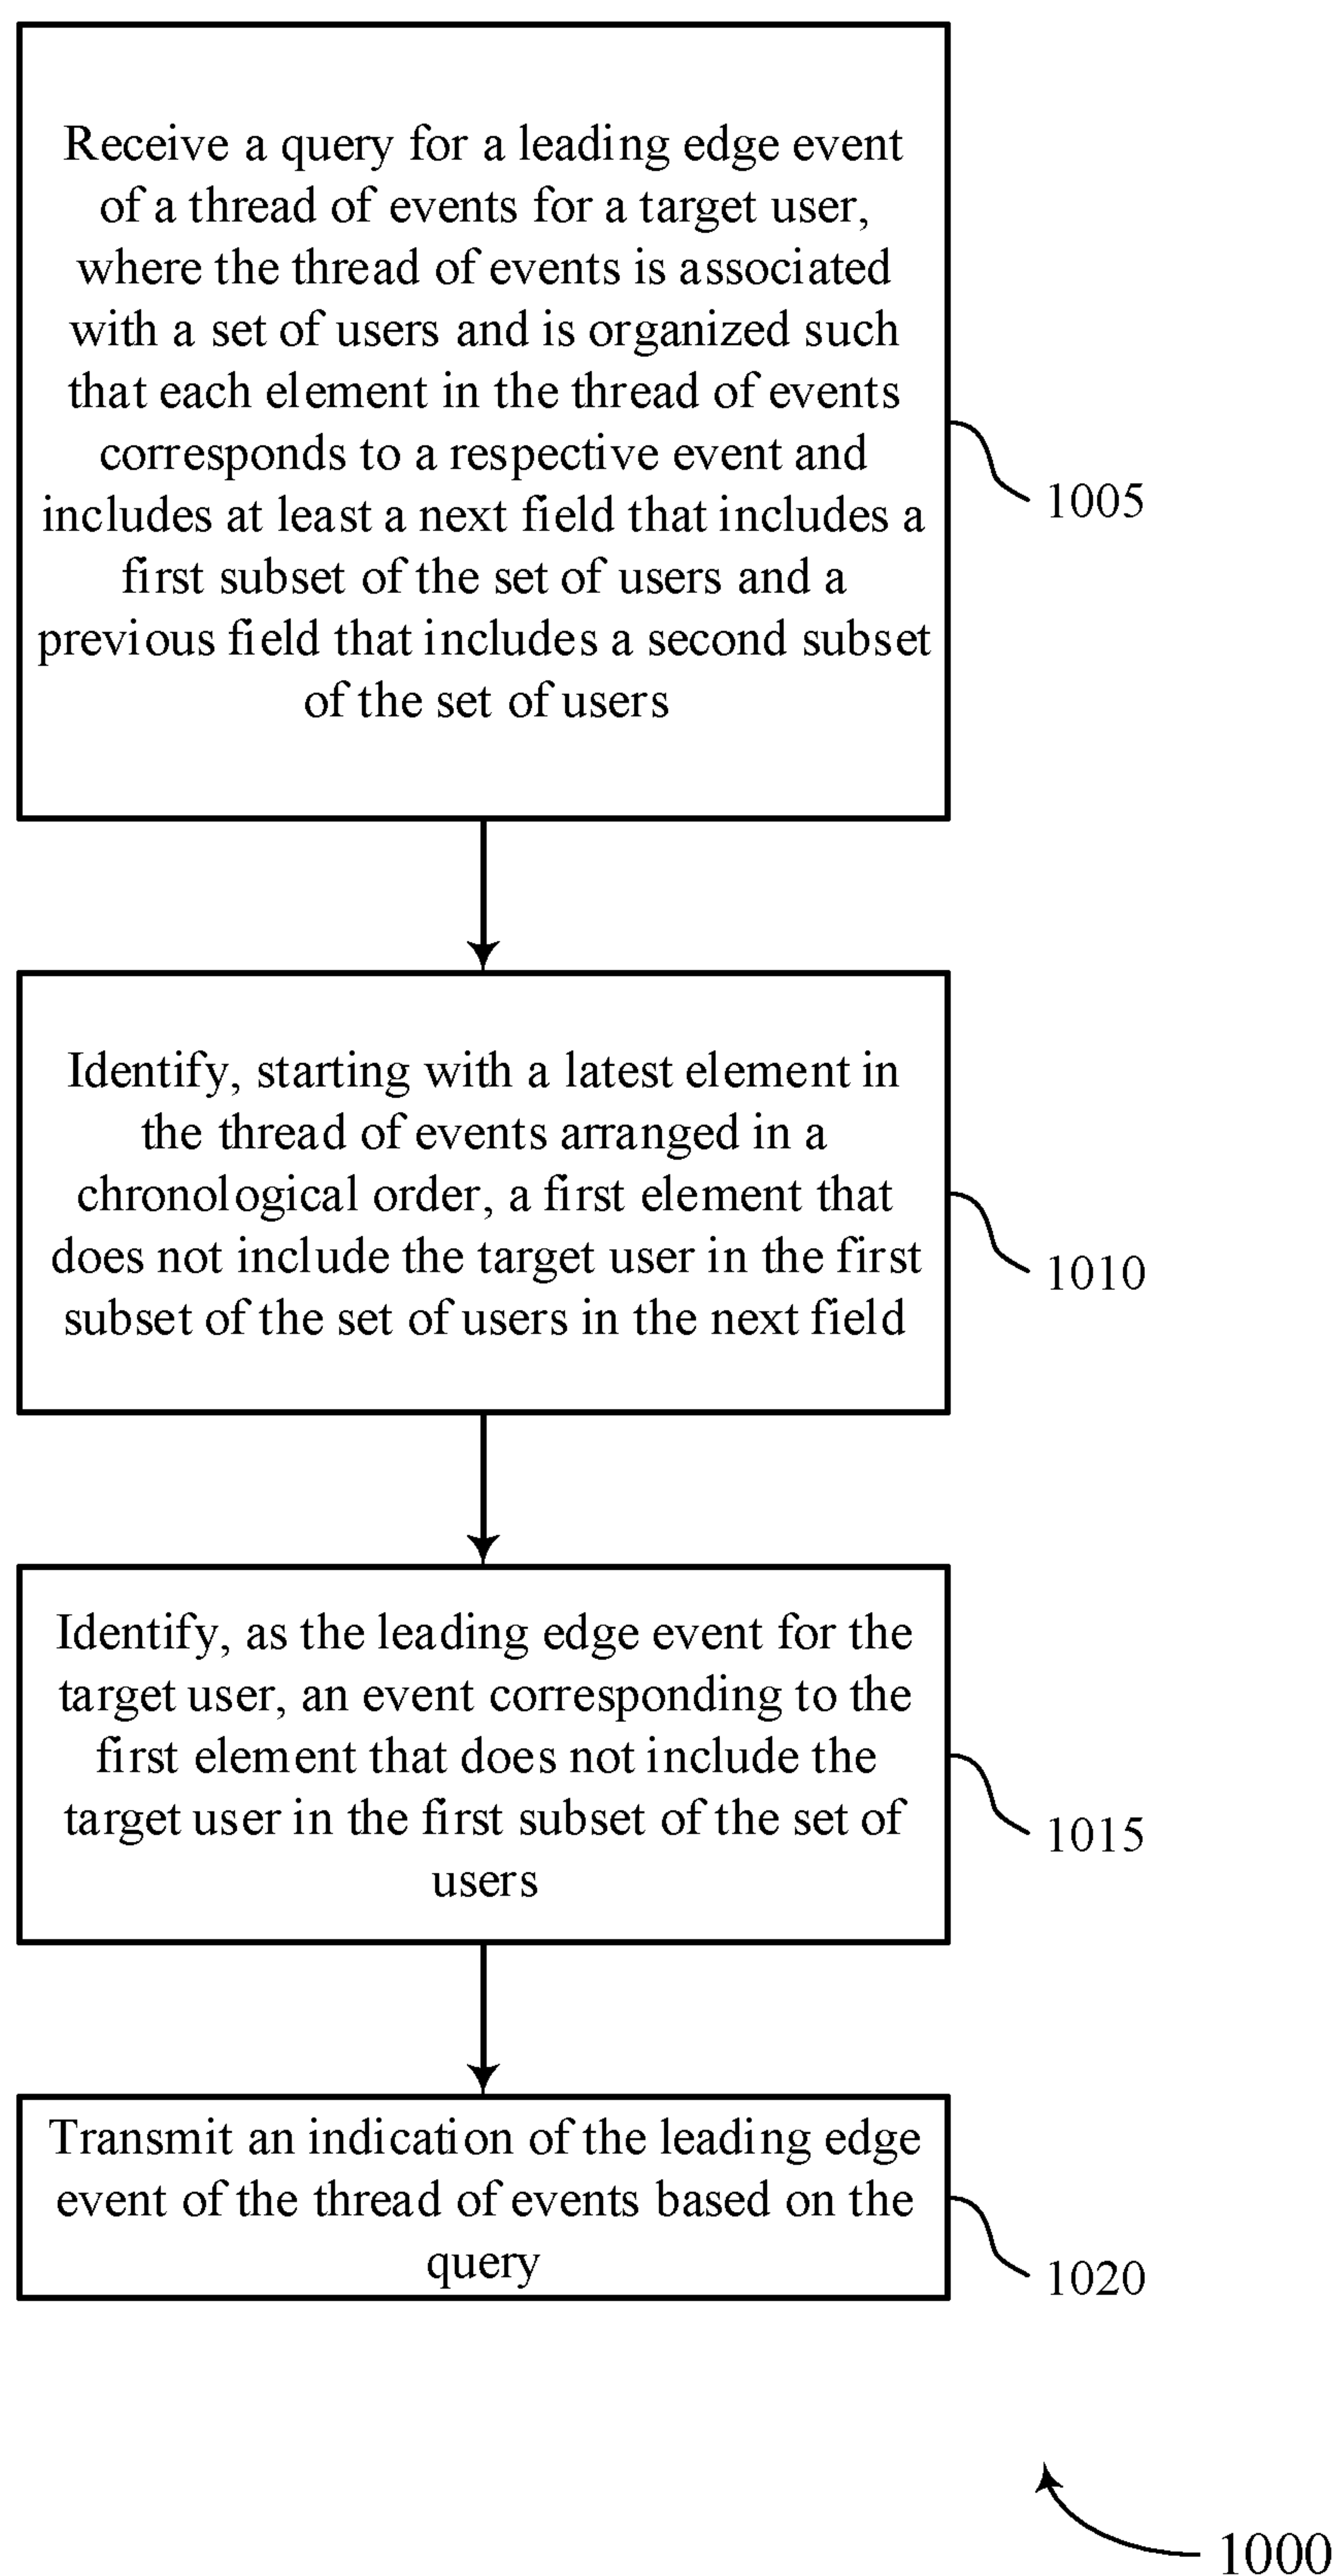 Receive a query for a leading edge event
of a thread of events for a target user,
where the thread of events is associated
with a set of users and is organized such
that each element in the thread of events
corresponds to a respective event and
includes at least a next field that includes a
first subset of the set of users and a
previous field that includes a second subset
of the set of users
1005
Identify, starting with a latest element in
the thread of events arranged in a
chronological order, a first element that
does not include the target user in the first
subset of the set of users in the next field
1010
Identify, as the leading edge event for the
target user, an event corresponding to the
first element that does not include the
target user in the first subset of the set of
users
1015
Transmit an indication of the leading edge
event of the thread of events based on the
query
1020
1000